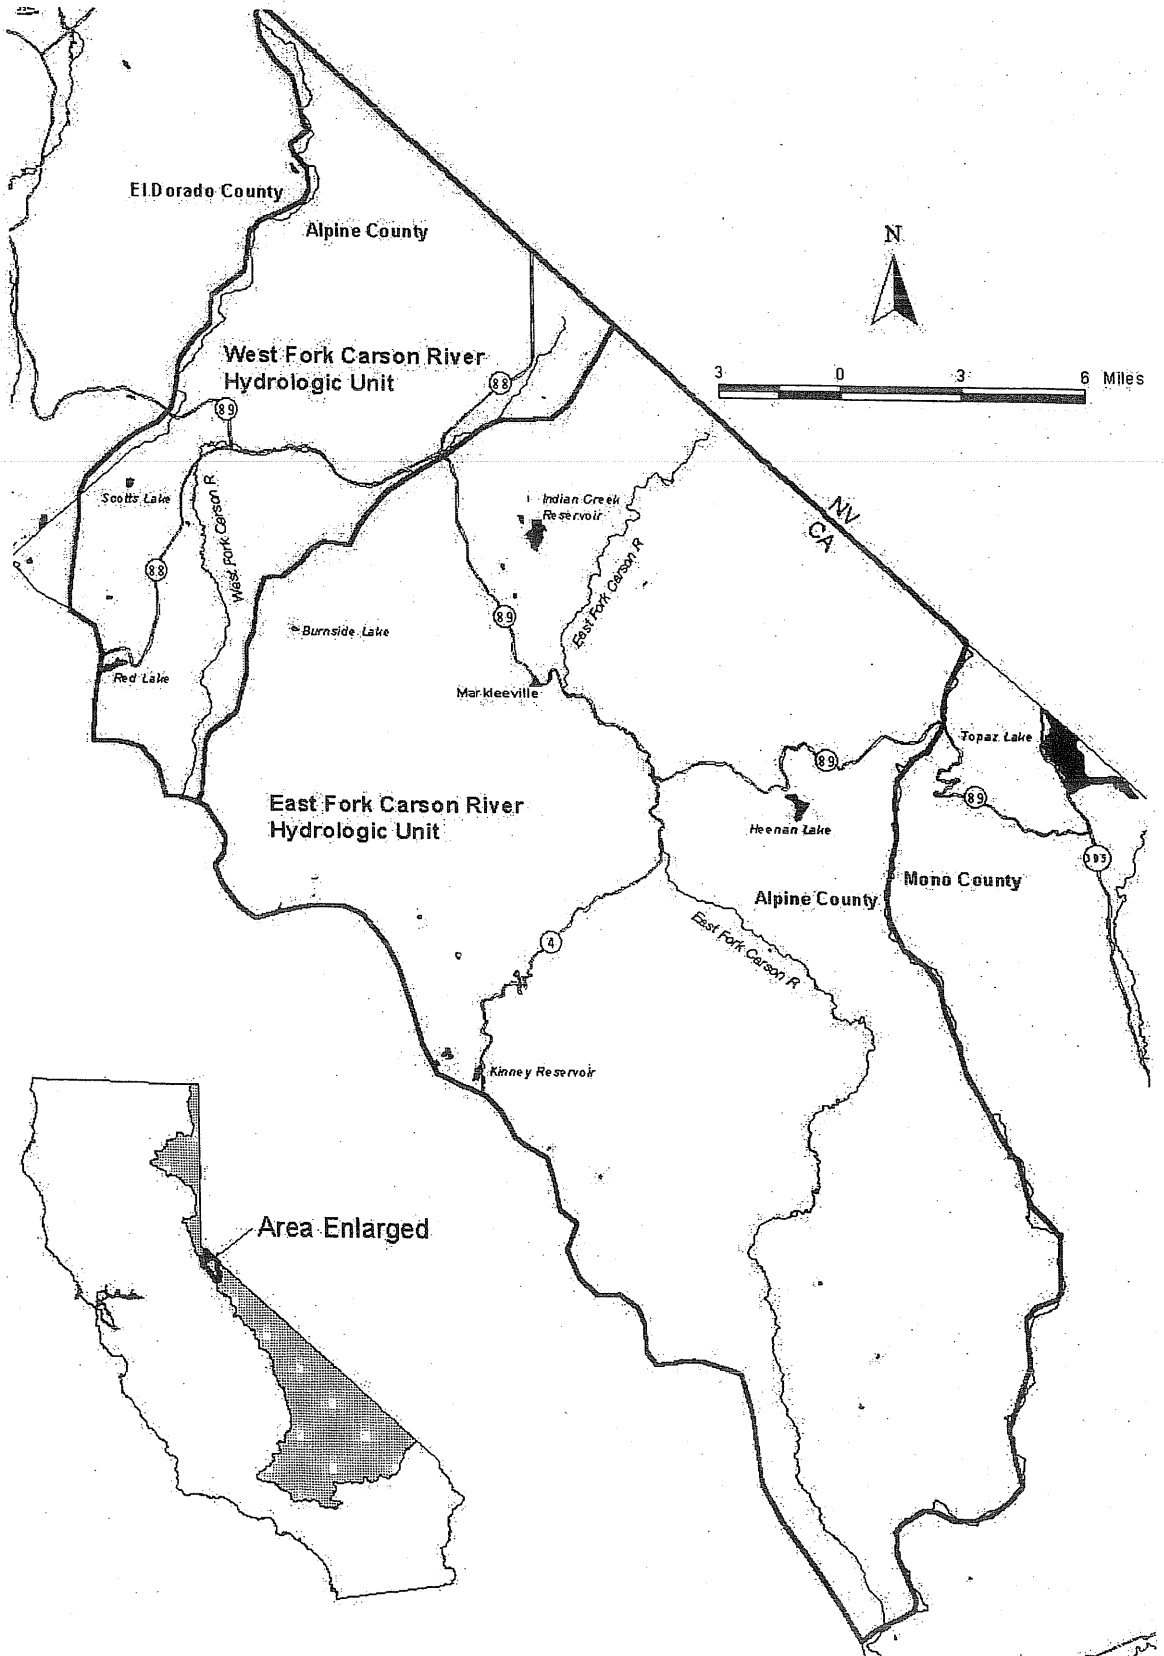 El Dorado County
Alpine County
N
West Fork Carson River
Hydrologic Unit
3 0 3 6 Miles
88
89
Scotts Lake
West Fork Carson R
Indian Creek
Reservoir
NV
CA
88
East Fork Carson R
89
Burnside Lake
Red Lake
Markleeville
Topaz Lake
89
89
East Fork Carson River
Hydrologic Unit
Heenan Lake
395
Mono County
Alpine County
East Fork Carson R
4
Kinney Reservoir
Area Enlarged